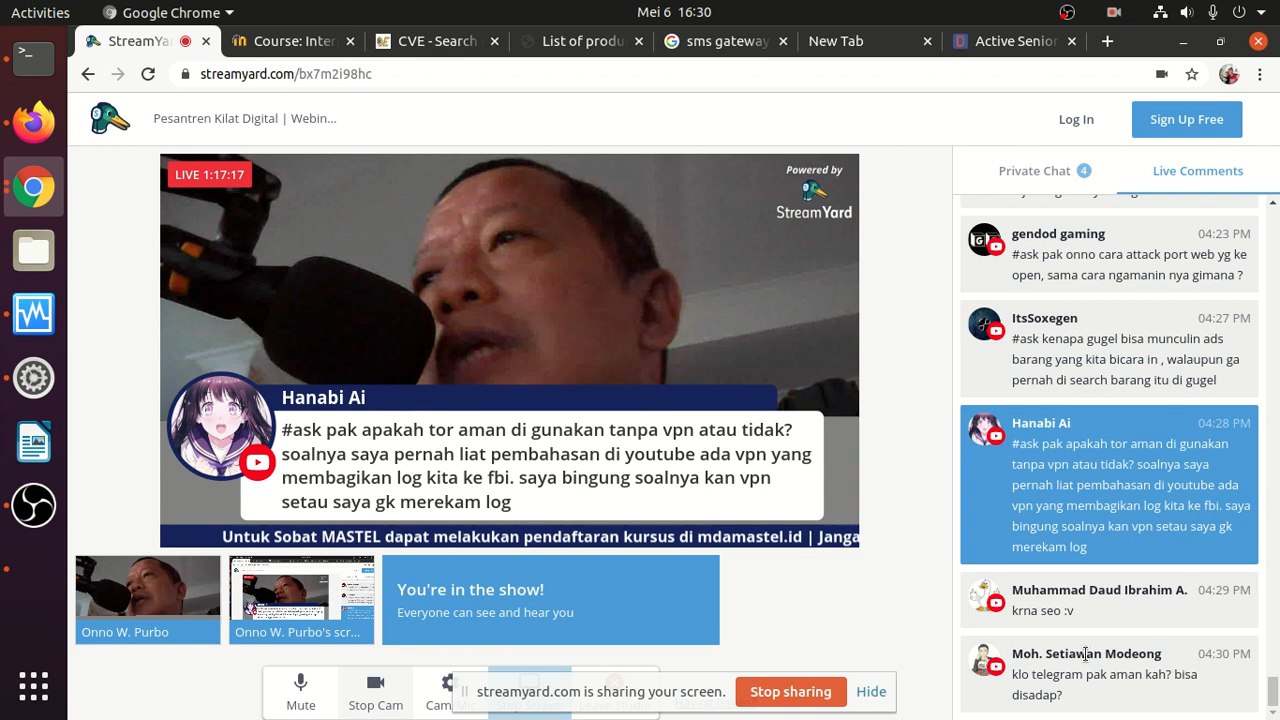 Activities
Google Chrome
Mei 6 16:30
StreamYar
Course: Inter
CVE - Search
List of produ
sms gateway
New Tab
Active Senior
streamyard.com/bx7m2i98hc
Pesantren Kilat Digital | Webin...
Log In
Sign Up Free
LIVE 1:17:17
Powered by
StreamYard
Hanabi Ai
#ask pak apakah tor aman di gunakan tanpa vpn atau tidak?
soalnya saya pernah liat pembahasan di youtube ada vpn yang
membagikan log kita ke fbi. saya bingung soalnya kan vpn
setau saya gk merekam log
Untuk Sobat MASTEL dapat melakukan pendaftaran kursus di mdamastel.id | Janga
Onno W. Purbo
Onno W. Purbo's scr...
You're in the show!
Everyone can see and hear you
Mute
Stop Cam
Cam
streamyard.com is sharing your screen.
Stop sharing
Hide
Private Chat 4
Live Comments
gendod gaming 04:23 PM
#ask pak onno cara attack port web yg ke
open, sama cara ngamanin nya gimana ?
ItsSoxegen 04:27 PM
#ask kenapa gugel bisa munculin ads
barang yang kita bicara in , walaupun ga
pernah di search barang itu di gugel
Hanabi Ai 04:28 PM
#ask pak apakah tor aman di gunakan
tanpa vpn atau tidak? soalnya saya
pernah liat pembahasan di youtube ada
vpn yang membagikan log kita ke fbi. saya
bingung soalnya kan vpn setau saya gk
merekam log
Muhammad Daud Ibrahim A. 04:29 PM
krna seo :v
Moh. Setiawan Modeong 04:30 PM
klo telegram pak aman kah? bisa
disadap?